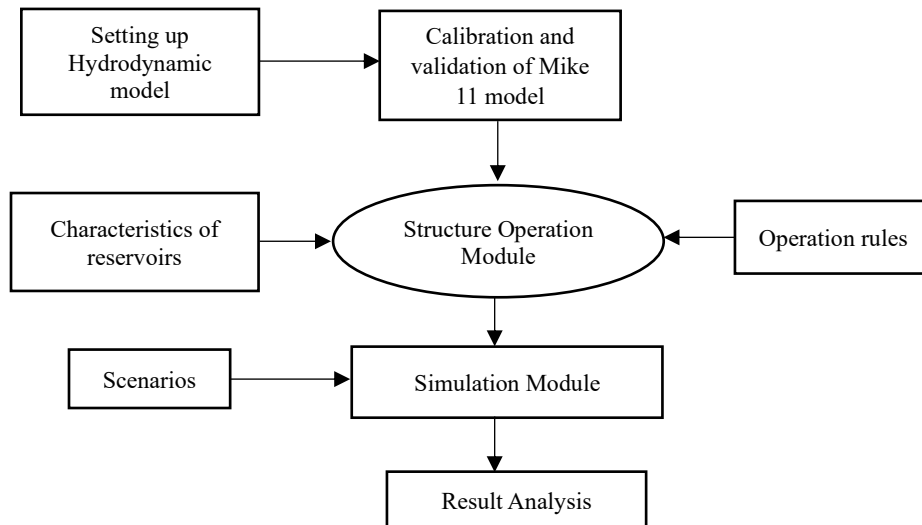 Setting up
Hydrodynamic
model
Calibration and
validation of Mike
11 model
Characteristics of
reservoirs
Structure Operation
Module
Operation rules
Scenarios
Simulation Module
Result Analysis